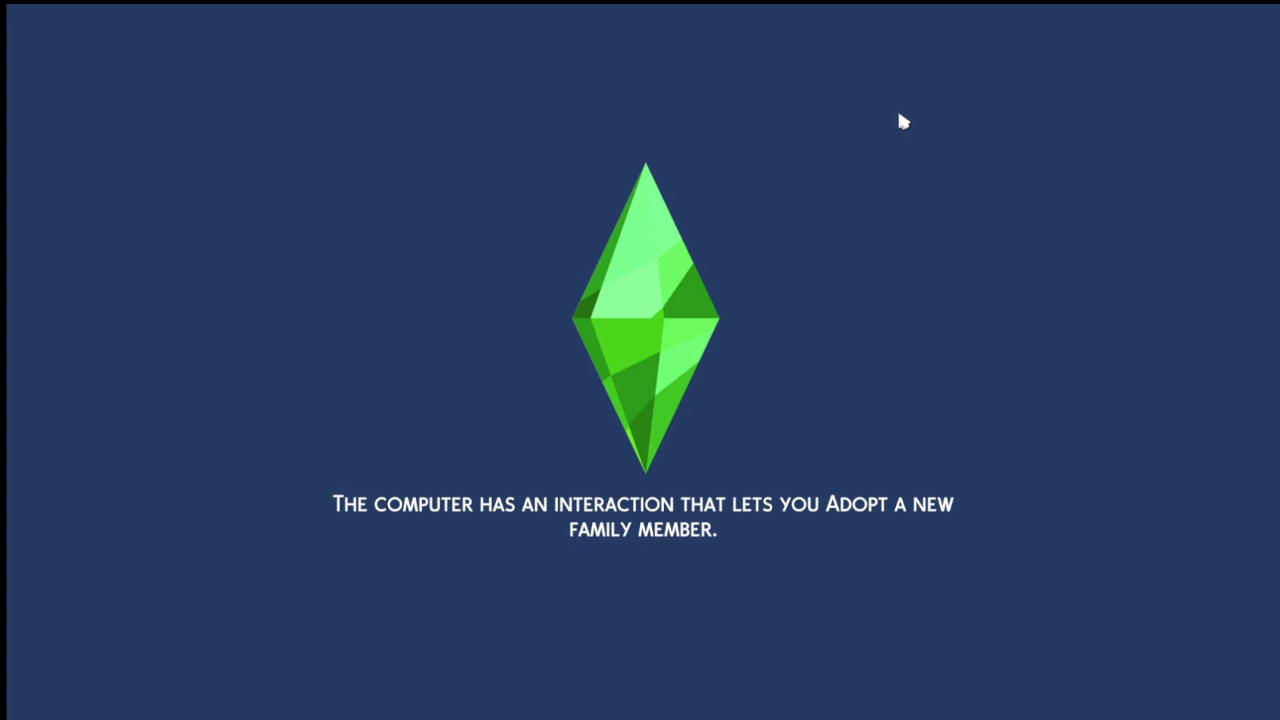 The computer has an interaction that lets you Adopt a new
family member.